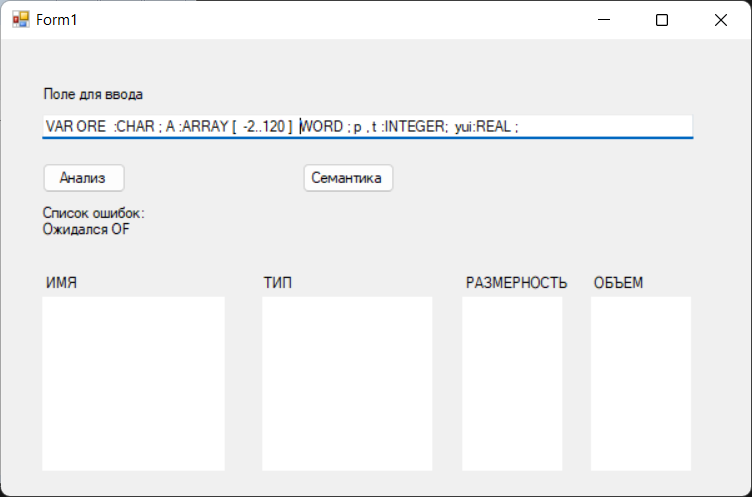 Form1
Поле для ввода
VAR ORE :CHAR ; A :ARRAY [ -2..120 ] WORD ; p , t :INTEGER; yui:REAL ;
Анализ Семантика
Список ошибок:
Ожидался OF
ИМЯ ТИП РАЗМЕРНОСТЬ ОБЪЕМ